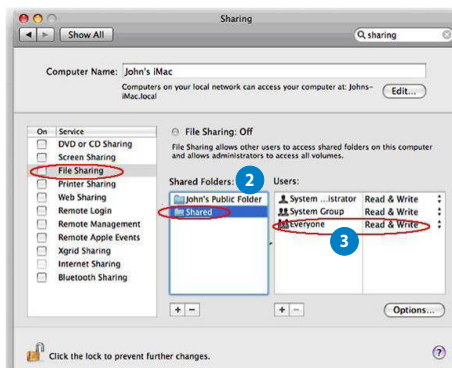 Sharing
Show All
sharing
Computer Name: John's iMac
Computers on your local network can access your computer at: Johns-
iMac.local
Edit...
On Service
DVD or CD Sharing
Screen Sharing
File Sharing
Printer Sharing
Web Sharing
Remote Login
Remote Management
Remote Apple Events
Xgrid Sharing
Internet Sharing
Bluetooth Sharing
File Sharing: Off
File Sharing allows other users to access shared folders on this computer
and allows administrators to access all volumes.
Shared Folders: 2
John's Public Folder
Shared
Users:
System ...istrator Read & Write
System Group Read & Write
Everyone Read & Write
3
+ −
+ −
Options...
Click the lock to prevent further changes.
?